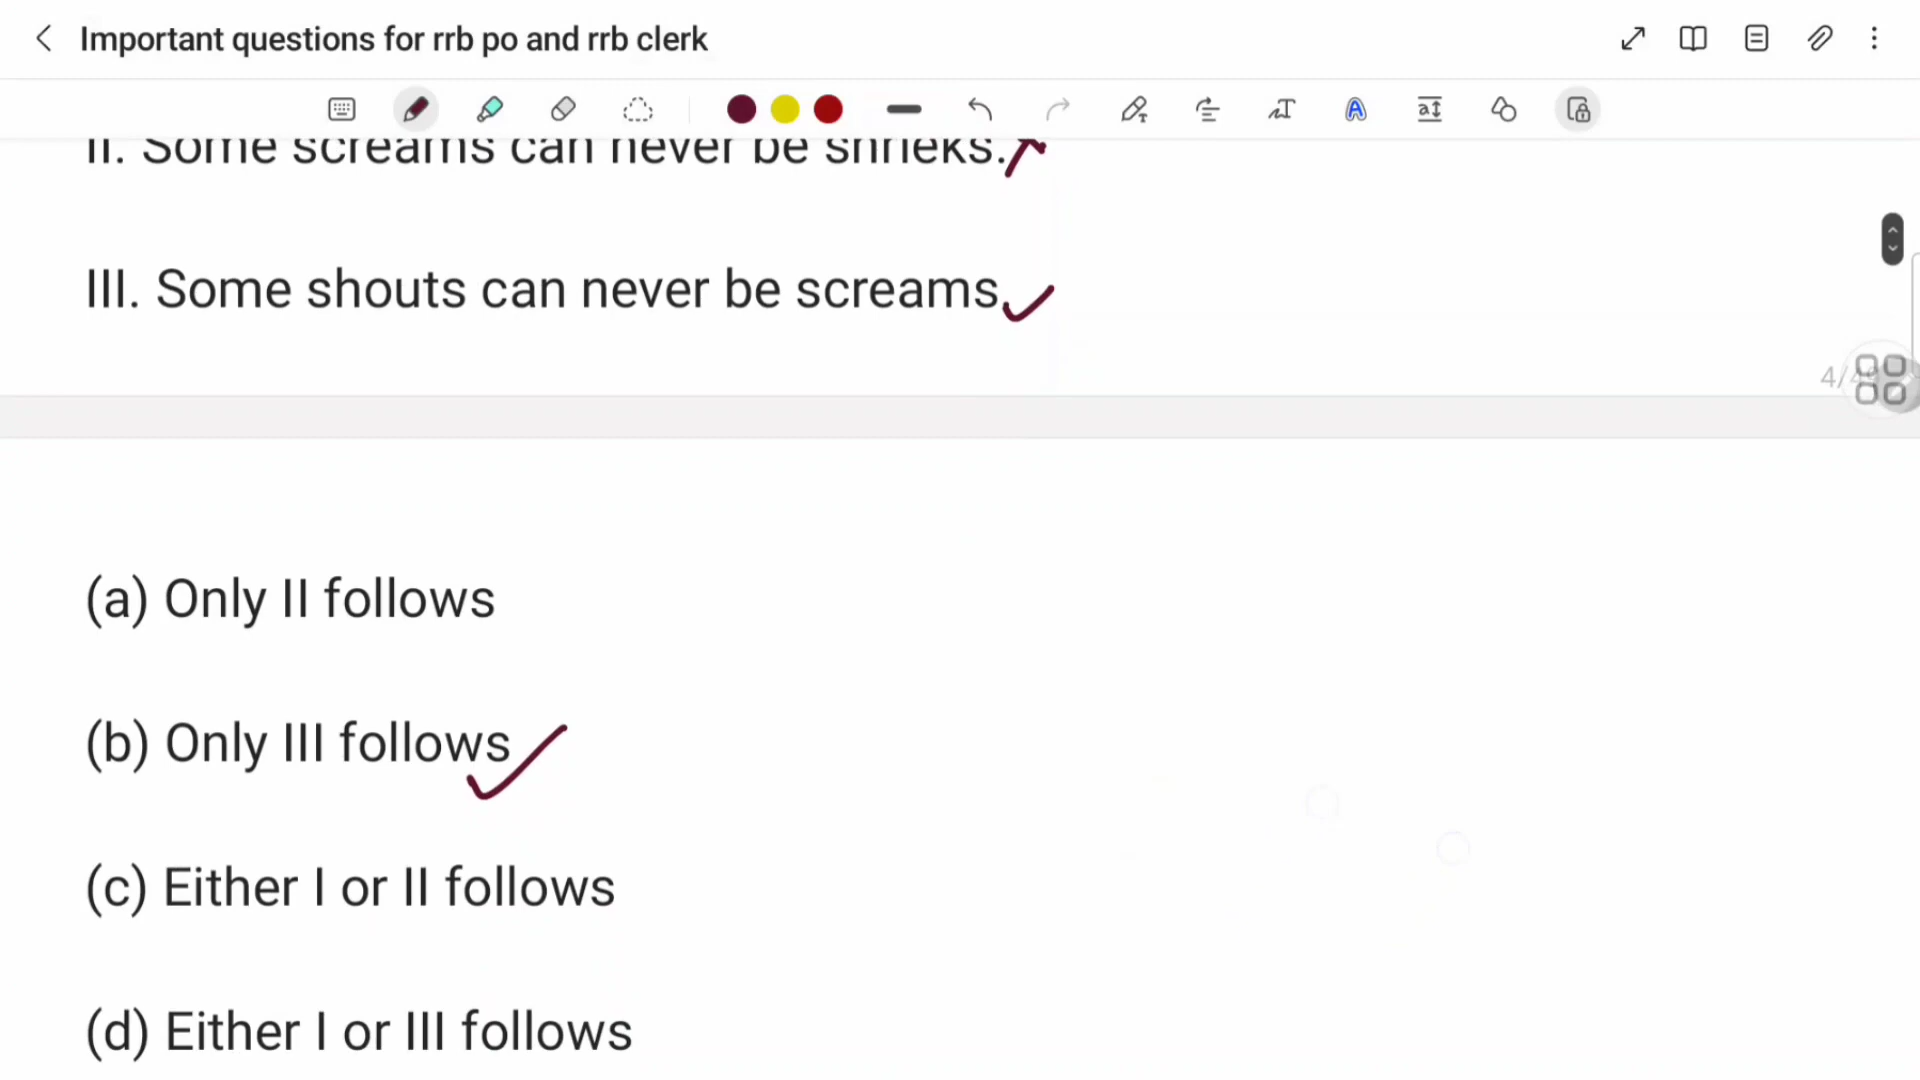 Important questions for rrb po and rrb clerk
II. Some screams can never be shrieks.
III. Some shouts can never be screams.
(a) Only II follows
(b) Only III follows
(c) Either I or II follows
(d) Either I or III follows